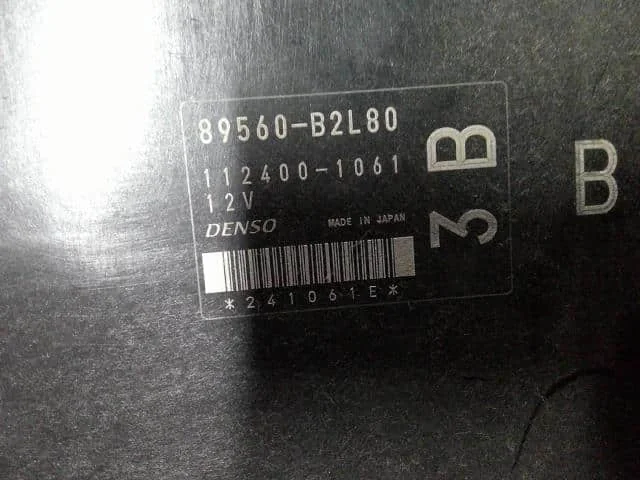 89560-B2L80
112400-1061
12V
DENSO MADE IN JAPAN
*241061E*
3B
B